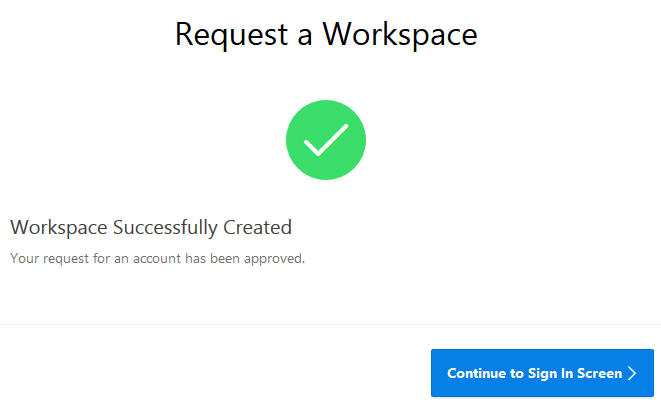 Request a Workspace
Workspace Successfully Created
Your request for an account has been approved.
Continue to Sign In Screen